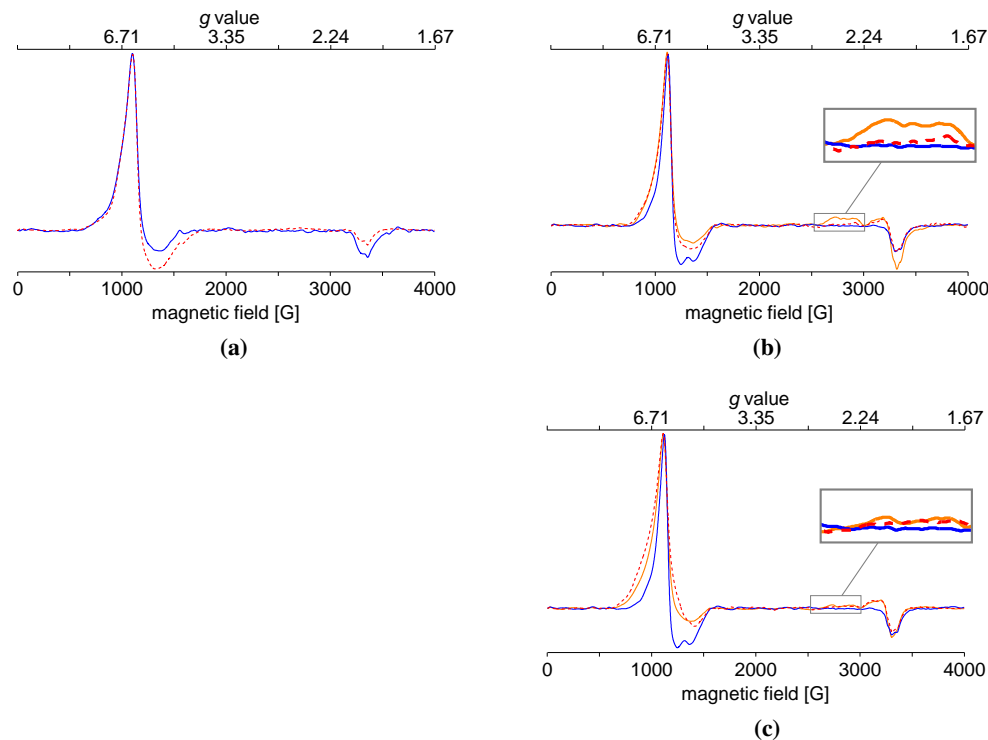 g value
6.71 3.35 2.24 1.67
0 1000 2000 3000 4000
magnetic field [G]
(a)
g value
6.71 3.35 2.24 1.67
0 1000 2000 3000 4000
magnetic field [G]
(b)
g value
6.71 3.35 2.24 1.67
0 1000 2000 3000 4000
magnetic field [G]
(c)